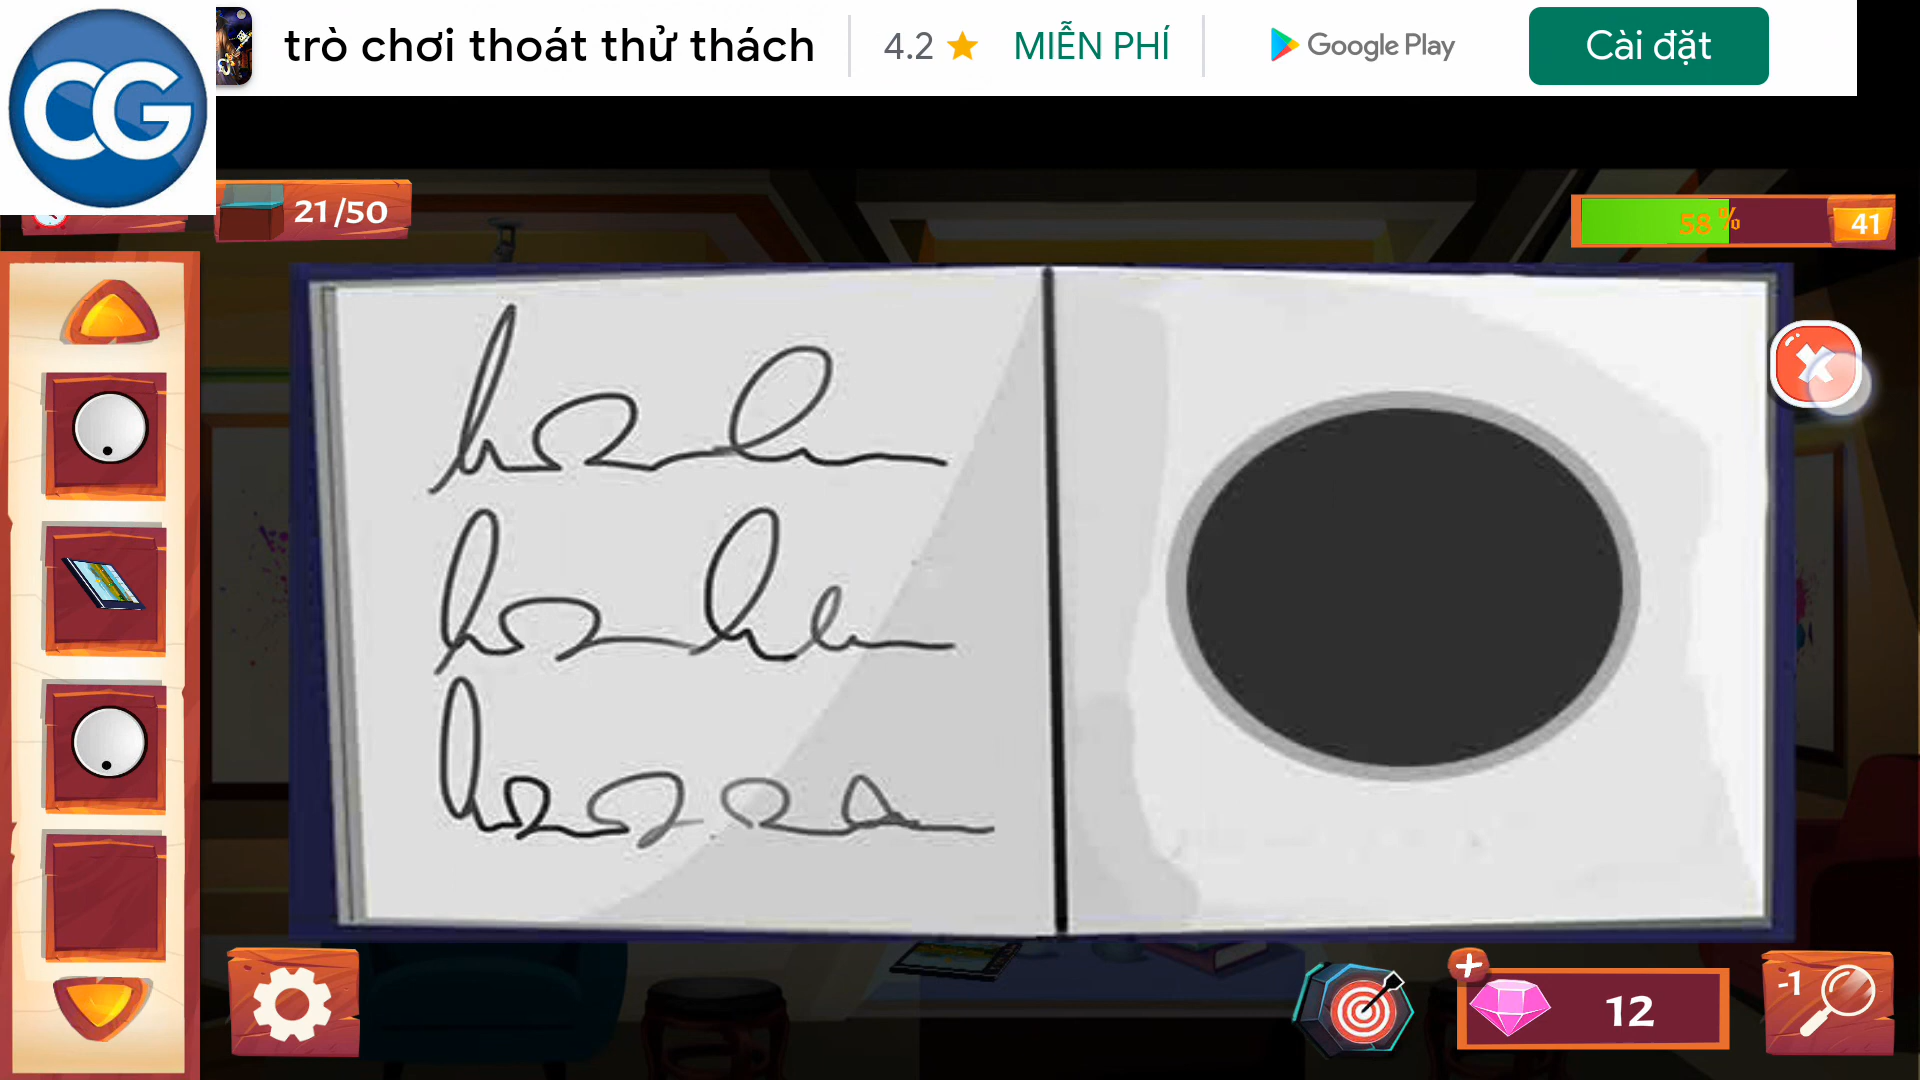 CG
trò chơi thoát thử thách 4.2 MIỄN PHÍ Google Play Cài đặt
21/50
58%
41
12
-1